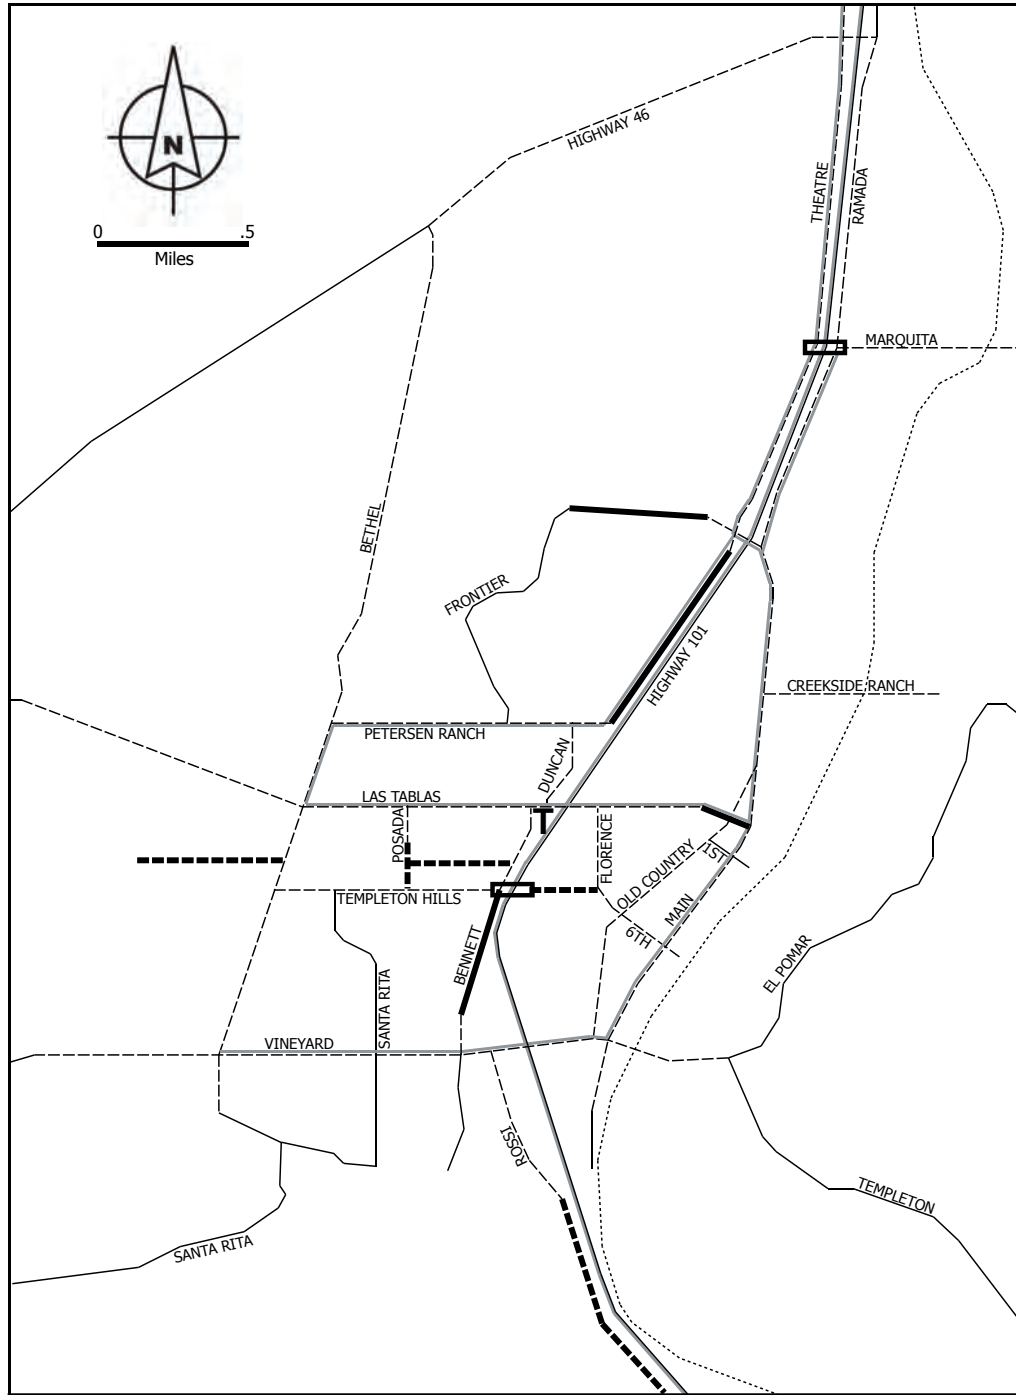 HIGHWAY 46
N
THEATRE
RAMADA
0 .5
Miles
MARQUITA
BETHEL
FRONTIER
HIGHWAY 101
CREEKSIDE RANCH
PETERSEN RANCH
DUNCAN
LAS TABLAS
POSADA
T
FLORENCE
1ST
OLD COUNTRY
TEMPLETON HILLS
MAIN
6TH
BENNETT
EL POMAR
SANTA RITA
VINEYARD
ROSSI
TEMPLETON
SANTA RITA